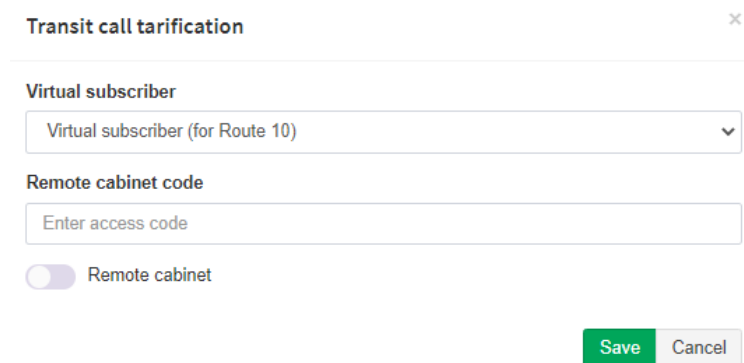 Transit call tarification
×
Virtual subscriber
Virtual subscriber (for Route 10)
Remote cabinet code
Enter access code
Remote cabinet
Save Cancel